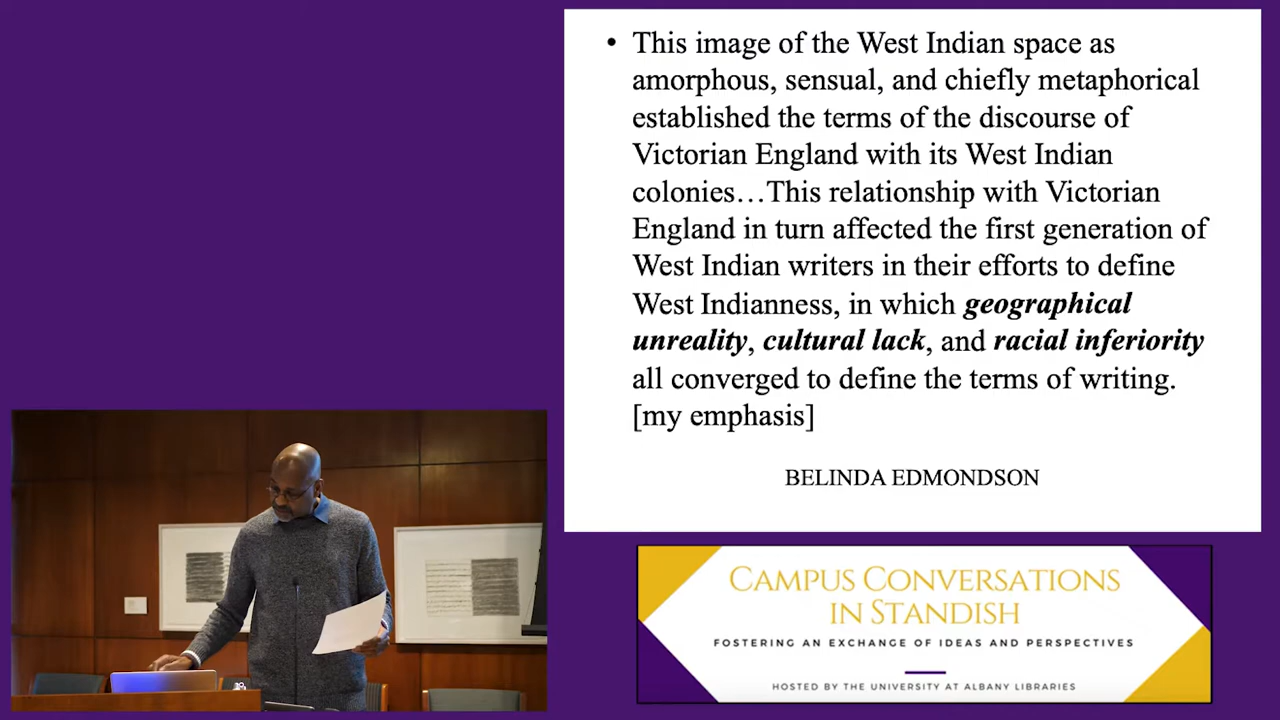 • This image of the West Indian space as
amorphous, sensual, and chiefly metaphorical
established the terms of the discourse of
Victorian England with its West Indian
colonies…This relationship with Victorian
England in turn affected the first generation of
West Indian writers in their efforts to define
West Indianness, in which geographical
unreality, cultural lack, and racial inferiority
all converged to define the terms of writing.
[my emphasis]
BELINDA EDMONDSON
CAMPUS CONVERSATIONS
IN STANDISH
FOSTERING AN EXCHANGE OF IDEAS AND PERSPECTIVES
HOSTED BY THE UNIVERSITY AT ALBANY LIBRARIES